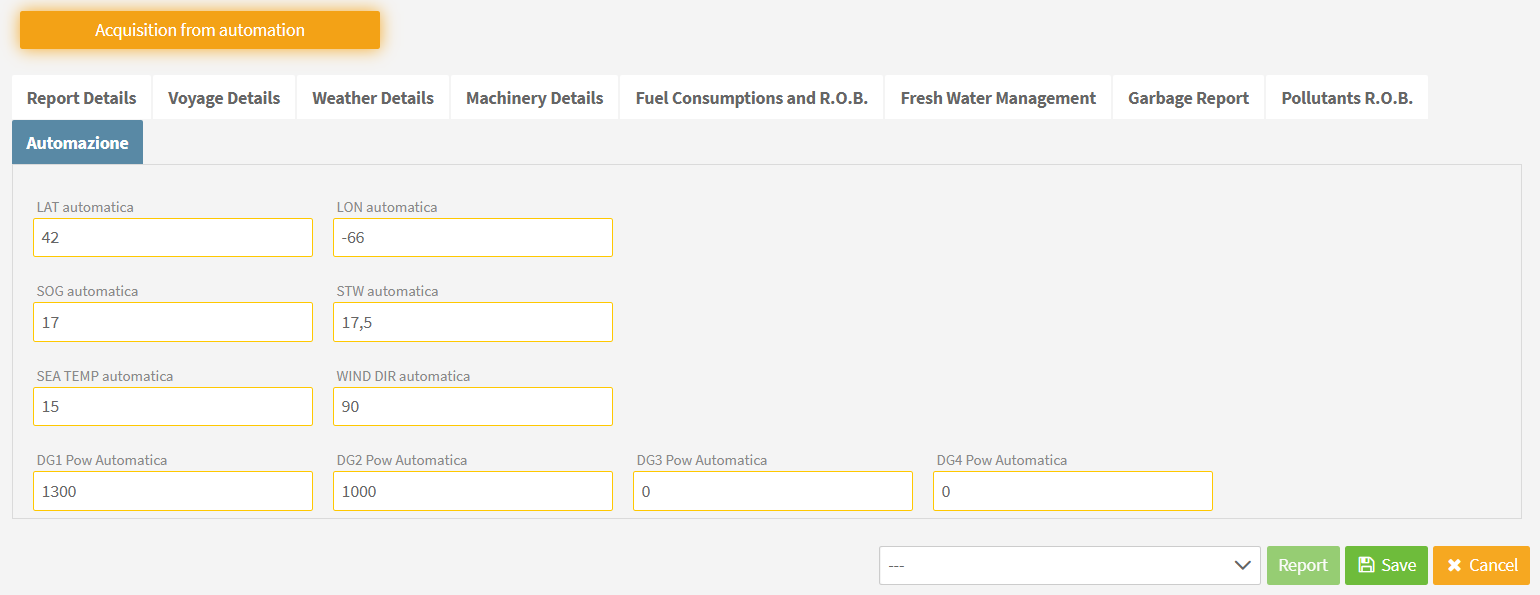 Acquisition from automation
Report Details Voyage Details Weather Details Machinery Details Fuel Consumptions and R.O.B. Fresh Water Management Garbage Report Pollutants R.O.B.
Automazione
LAT automatica LON automatica
42 -66
SOG automatica STW automatica
17 17,5
SEA TEMP automatica WIND DIR automatica
15 90
DG1 Pow Automatica DG2 Pow Automatica DG3 Pow Automatica DG4 Pow Automatica
1300 1000 0 0
--- Report Save Cancel